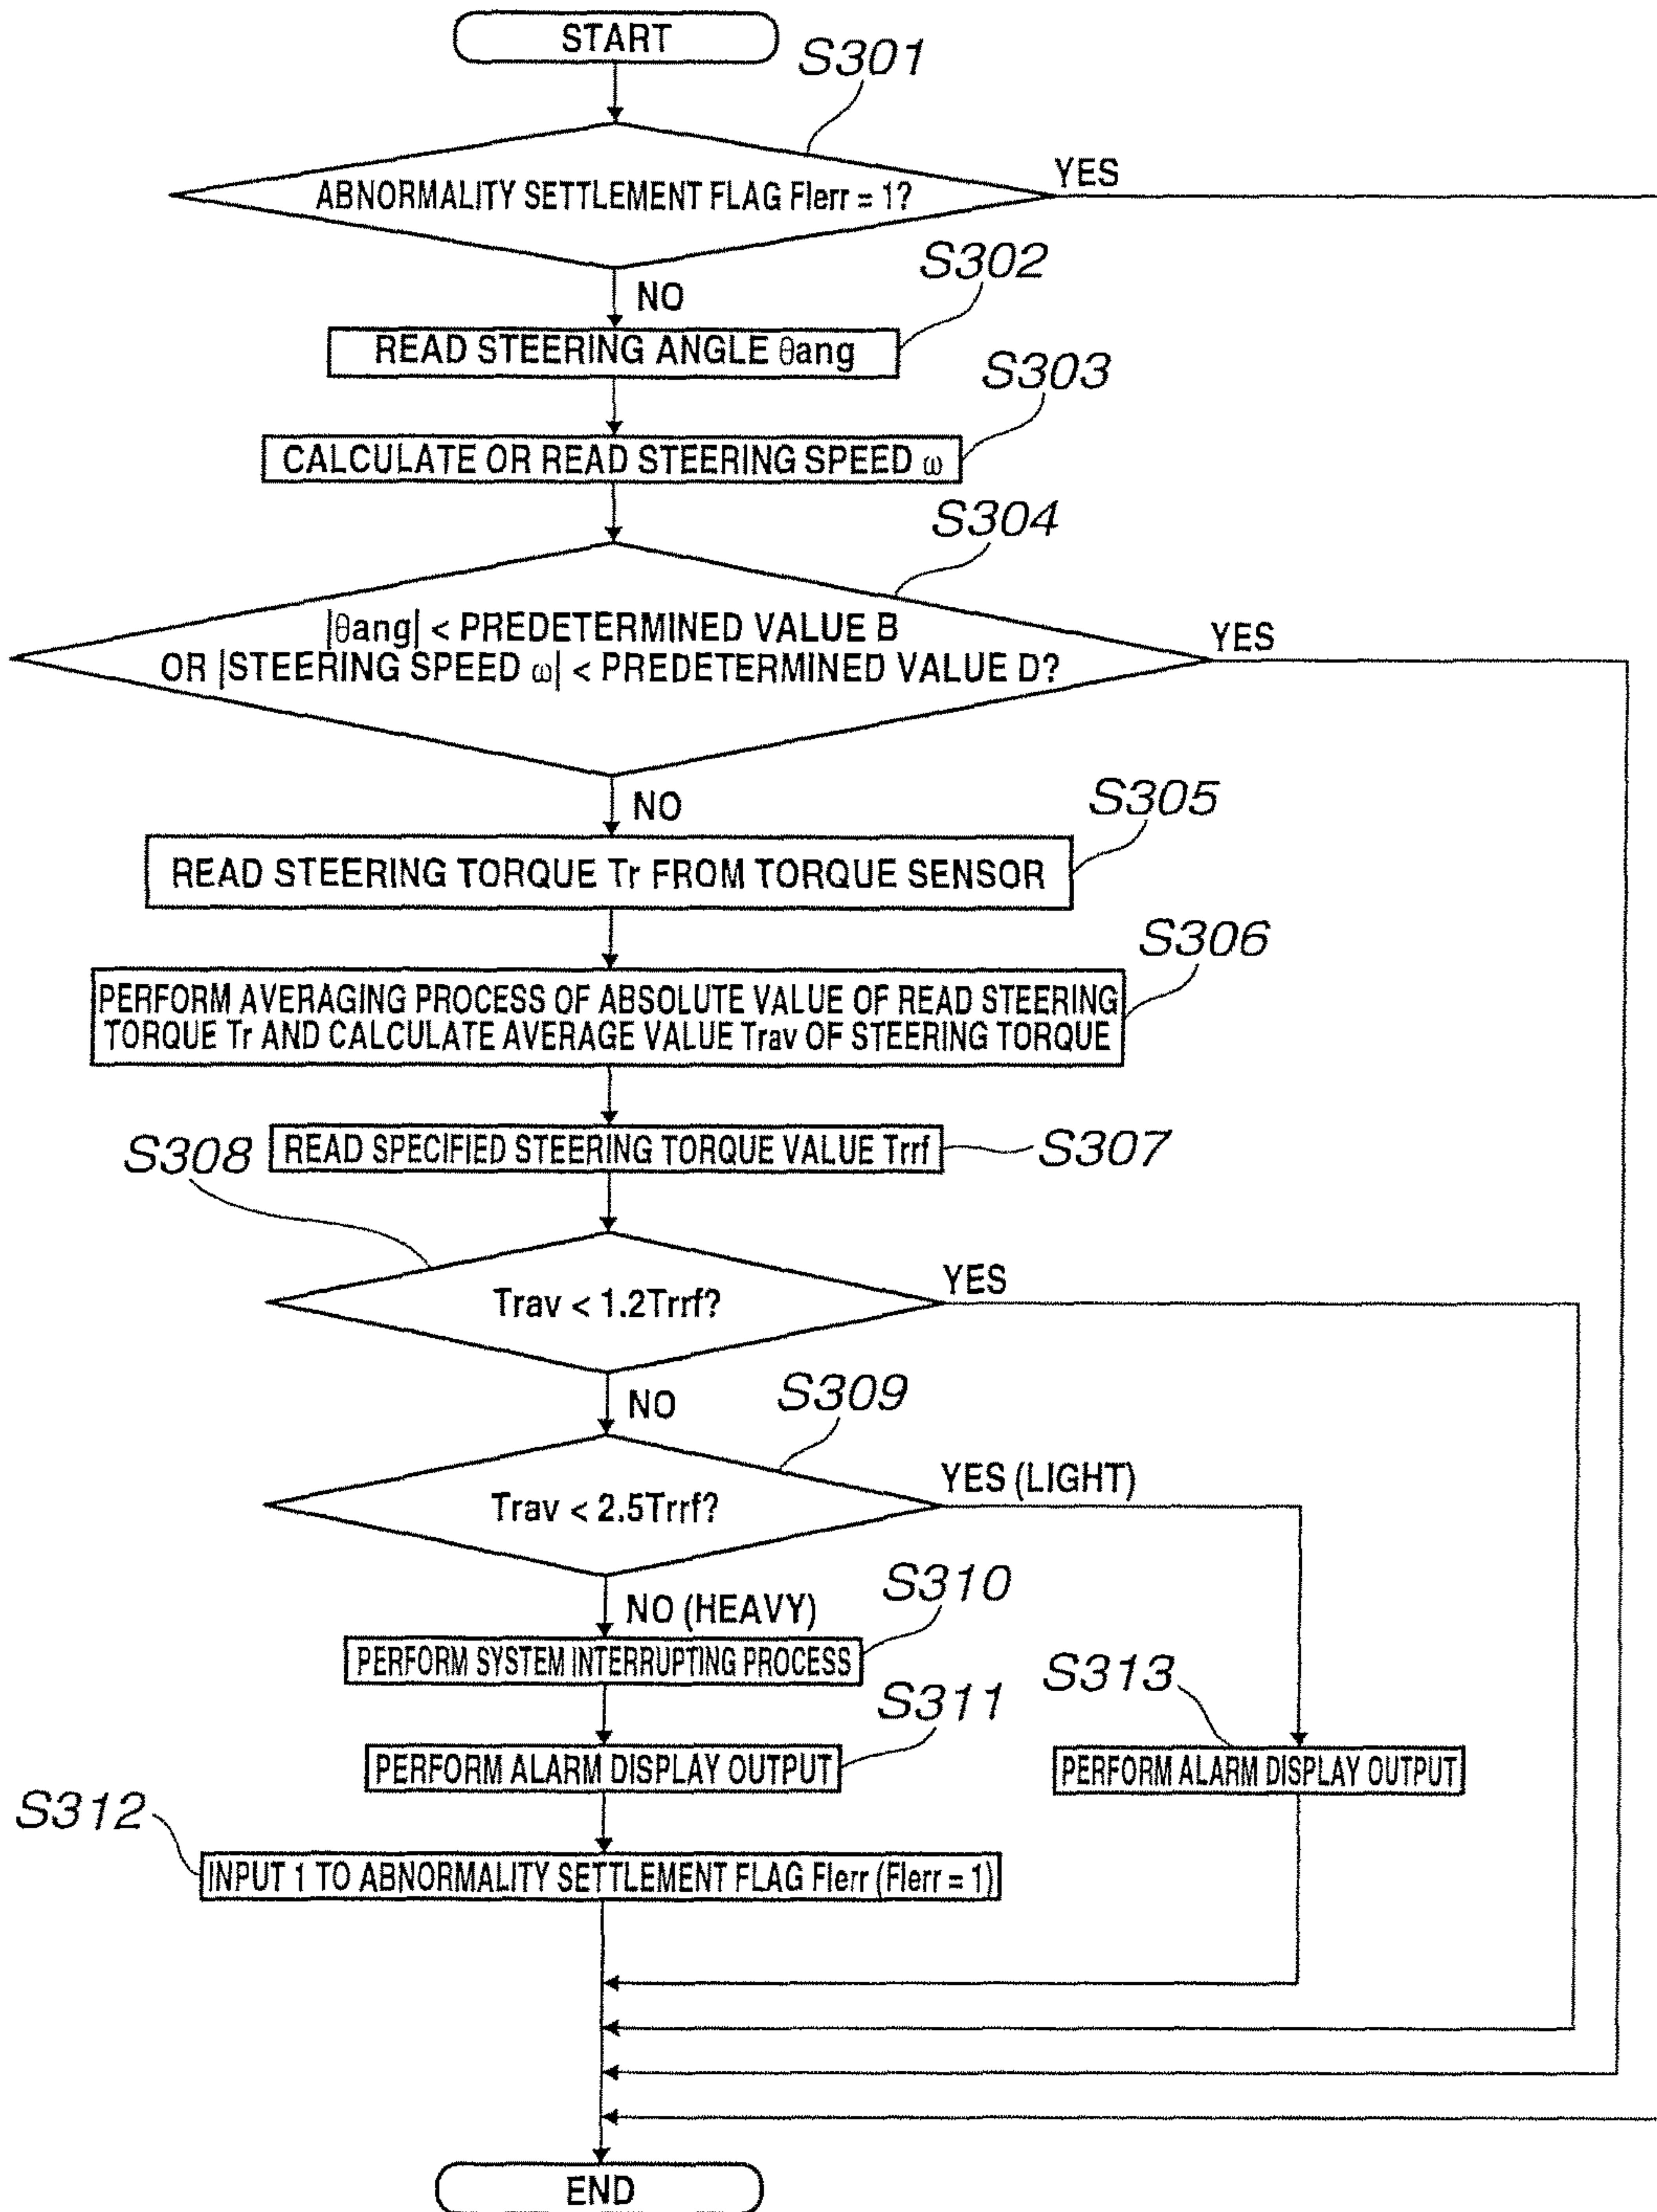 START
S301
ABNORMALITY SETTLEMENT FLAG Flerr = 1?
YES
NO
S302
READ STEERING ANGLE θang
S303
CALCULATE OR READ STEERING SPEED ω
S304
|θang| < PREDETERMINED VALUE B
OR |STEERING SPEED ω| < PREDETERMINED VALUE D?
YES
NO
S305
READ STEERING TORQUE Tr FROM TORQUE SENSOR
S306
PERFORM AVERAGING PROCESS OF ABSOLUTE VALUE OF READ STEERING
TORQUE Tr AND CALCULATE AVERAGE VALUE Trav OF STEERING TORQUE
S308
READ SPECIFIED STEERING TORQUE VALUE Trrf
S307
Trav < 1.2Trrf?
YES
NO
S309
Trav < 2.5Trrf?
YES (LIGHT)
NO (HEAVY)
S310
PERFORM SYSTEM INTERRUPTING PROCESS
S311
S313
PERFORM ALARM DISPLAY OUTPUT
PERFORM ALARM DISPLAY OUTPUT
S312
INPUT 1 TO ABNORMALITY SETTLEMENT FLAG Flerr (Flerr = 1)
END